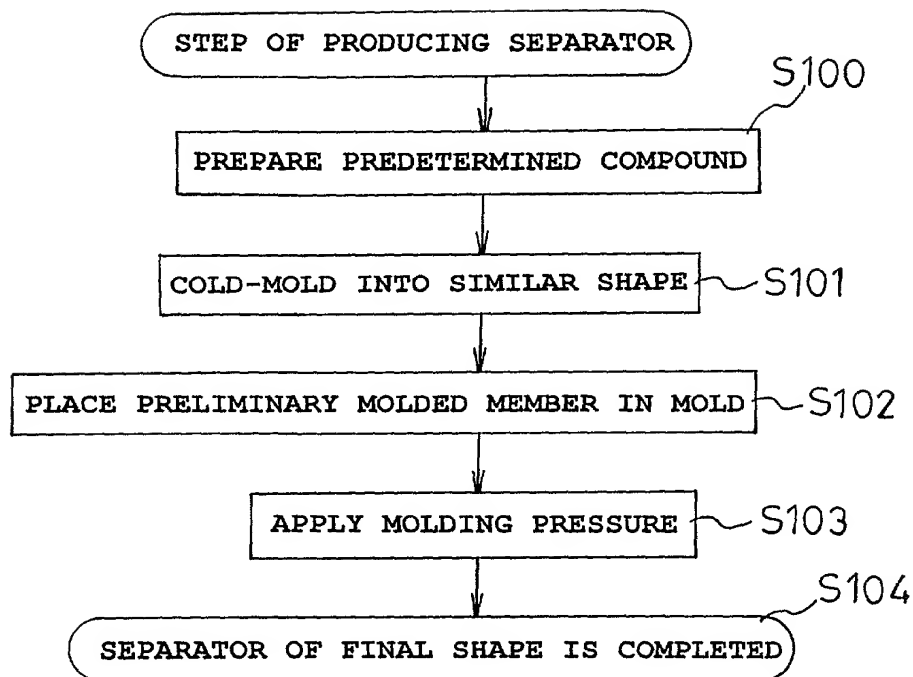 STEP OF PRODUCING SEPARATOR
S100
PREPARE PREDETERMINED COMPOUND
COLD-MOLD INTO SIMILAR SHAPE
S101
PLACE PRELIMINARY MOLDED MEMBER IN MOLD
S102
APPLY MOLDING PRESSURE
S103
S104
SEPARATOR OF FINAL SHAPE IS COMPLETED